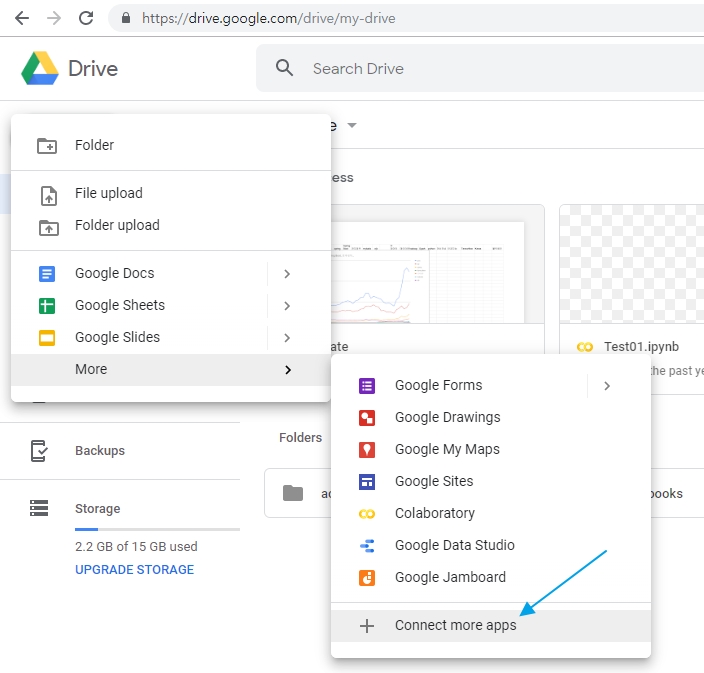 https://drive.google.com/drive/my-drive
Drive
Search Drive
Folder
File upload
Folder upload
Google Docs
Google Sheets
Google Slides
More
Google Forms
Google Drawings
Google My Maps
Google Sites
Colaboratory
Google Data Studio
Google Jamboard
Connect more apps
Test01.ipynb
the past ye
Folders
Backups
Storage
2.2 GB of 15 GB used
UPGRADE STORAGE